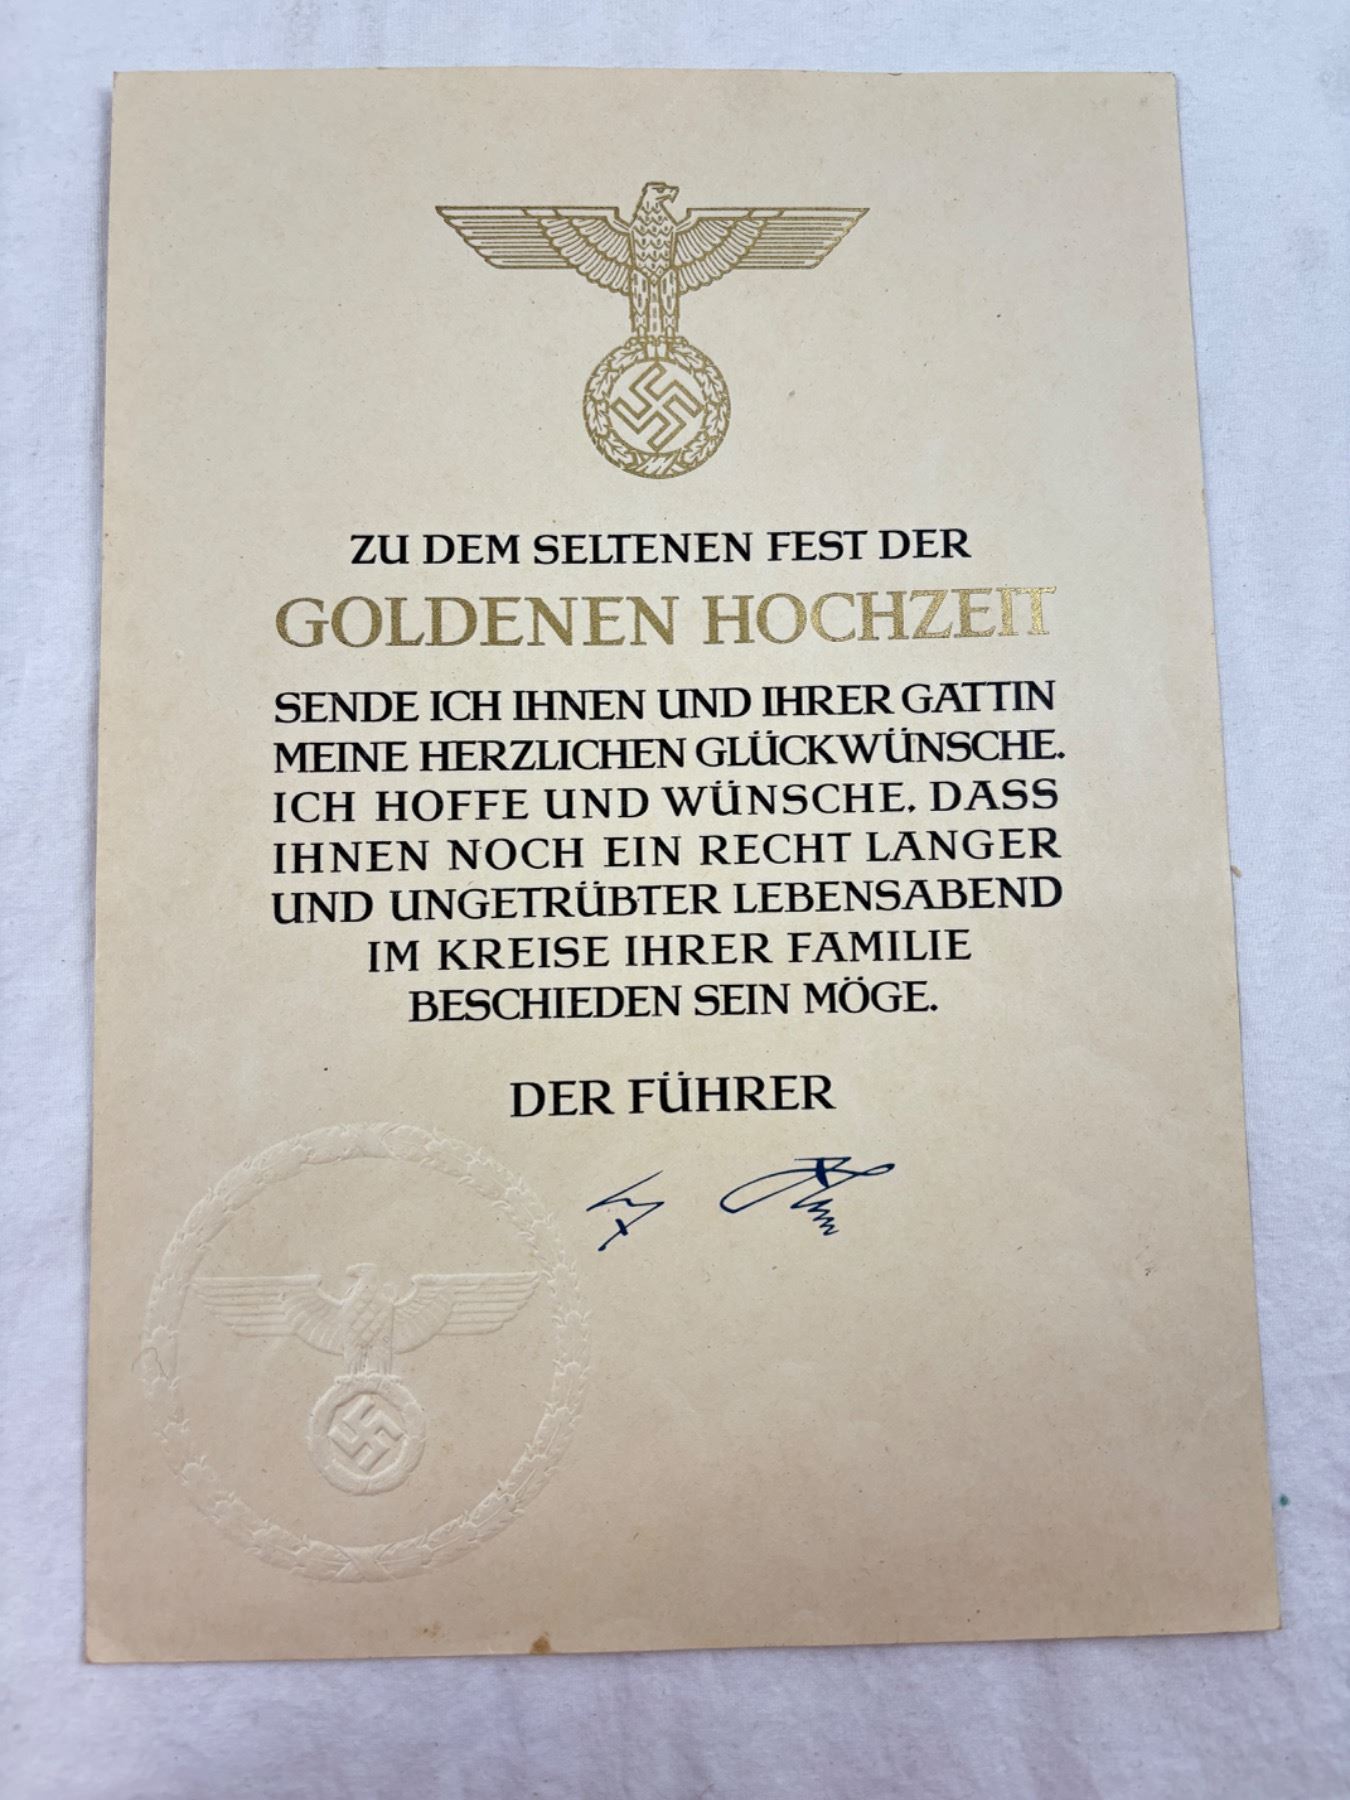 ZU DEM SELTENEN FEST DER
GOLDENEN HOCHZEIT
SENDE ICH IHNEN UND IHRER GATTIN
MEINE HERZLICHEN GLÜCKWÜNSCHE.
ICH HOFFE UND WÜNSCHE, DASS
IHNEN NOCH EIN RECHT LANGER
UND UNGETRÜBTER LEBENSABEND
IM KREISE IHRER FAMILIE
BESCHIEDEN SEIN MÖGE.
DER FÜHRER